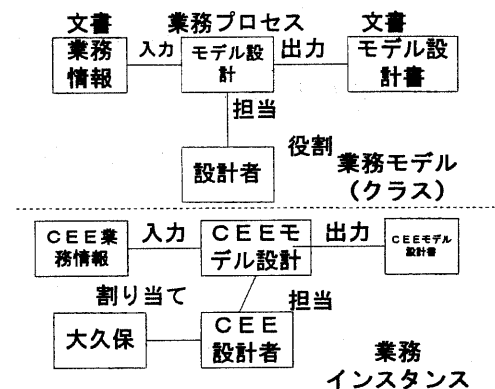 文書
業務プロセス
文書
業務
情報
入力
モデル設
計
出力
モデル設
計書
担当
設計者
役割
業務モデル
（クラス）
ＣＥＥ業
務情報
入力
ＣＥＥモ
デル設計
出力
ＣＥＥモデル
設計書
割り当て
担当
大久保
ＣＥＥ
設計者
業務
インスタンス